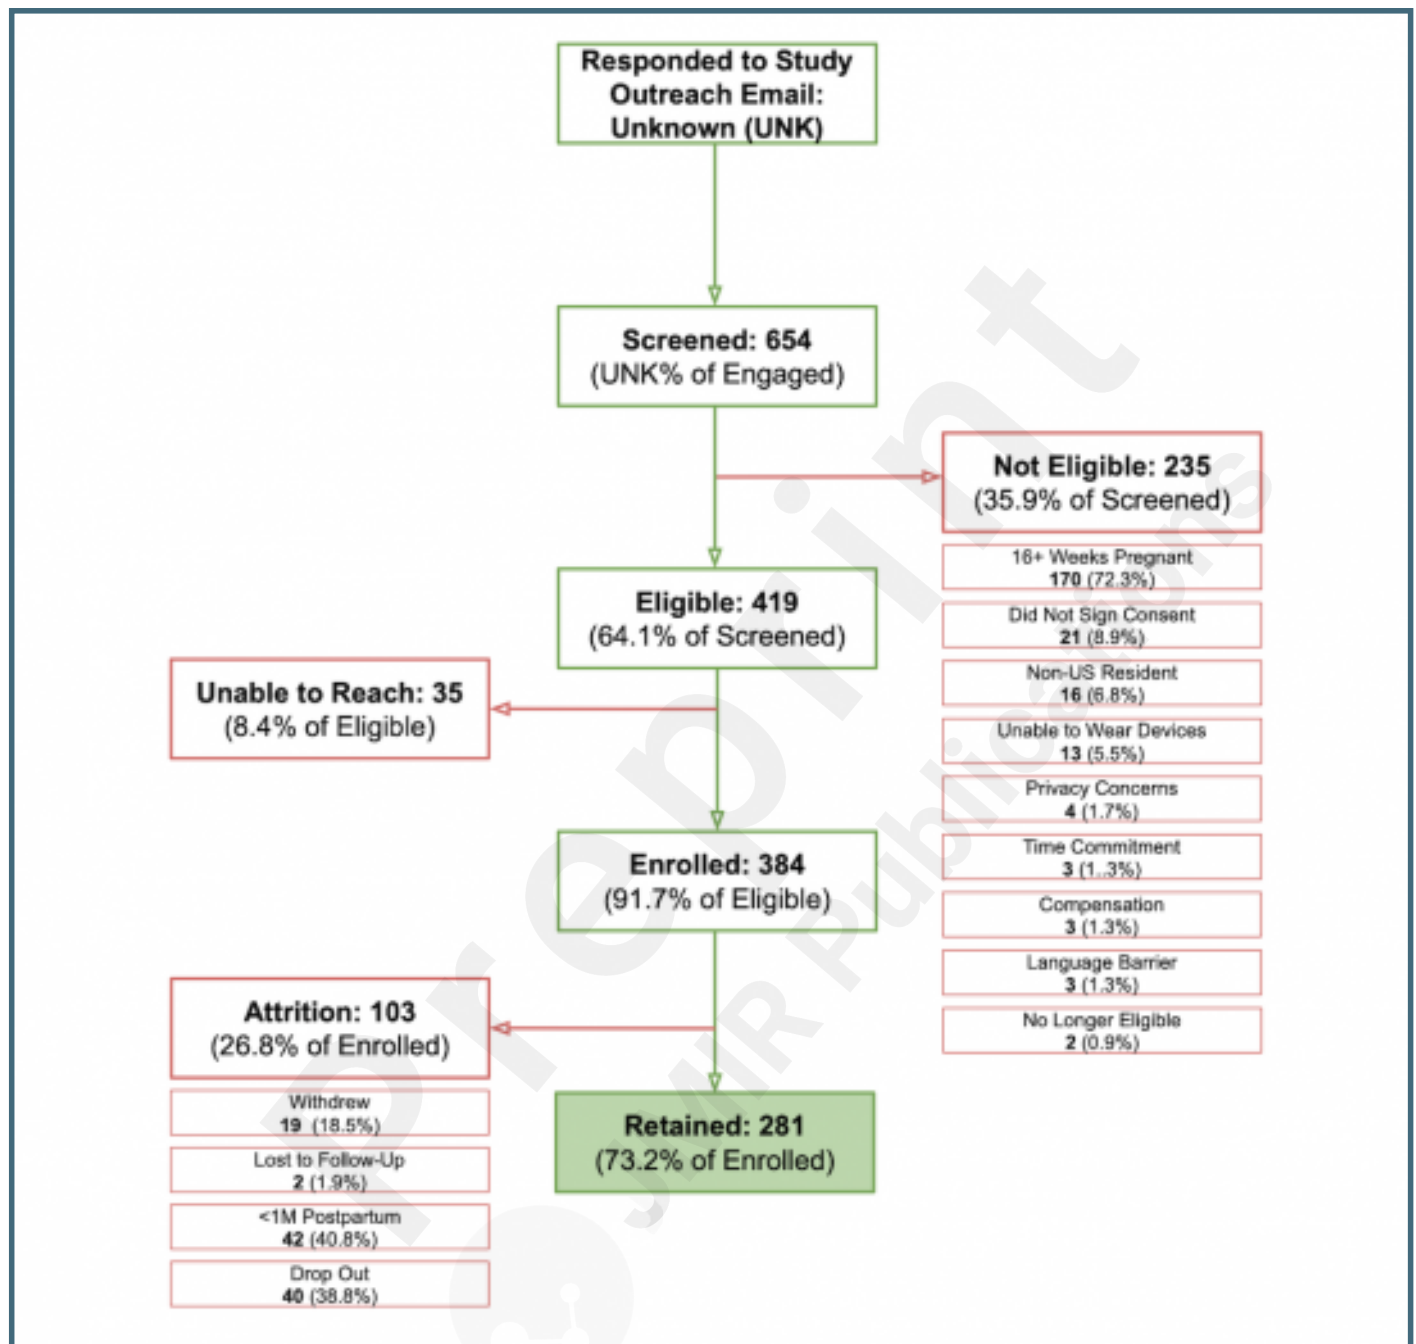 Responded to Study
Outreach Email:
Unknown (UNK)
Screened: 654
(UNK% of Engaged)
Not Eligible: 235
(35.9% of Screened)
16+ Weeks Pregnant
170 (72.3%)
Did Not Sign Consent
21 (8.9%)
Non-US Resident
16 (6.8%)
Unable to Wear Devices
13 (5.5%)
Privacy Concerns
4 (1.7%)
Time Commitment
3 (1..3%)
Compensation
3 (1.3%)
Language Barrier
3 (1.3%)
No Longer Eligible
2 (0.9%)
Eligible: 419
(64.1% of Screened)
Unable to Reach: 35
(8.4% of Eligible)
Enrolled: 384
(91.7% of Eligible)
Attrition: 103
(26.8% of Enrolled)
Withdrew
19 (18.5%)
Lost to Follow-Up
2 (1.9%)
<1M Postpartum
42 (40.8%)
Drop Out
40 (38.8%)
Retained: 281
(73.2% of Enrolled)
Preprint
JMIR Publications